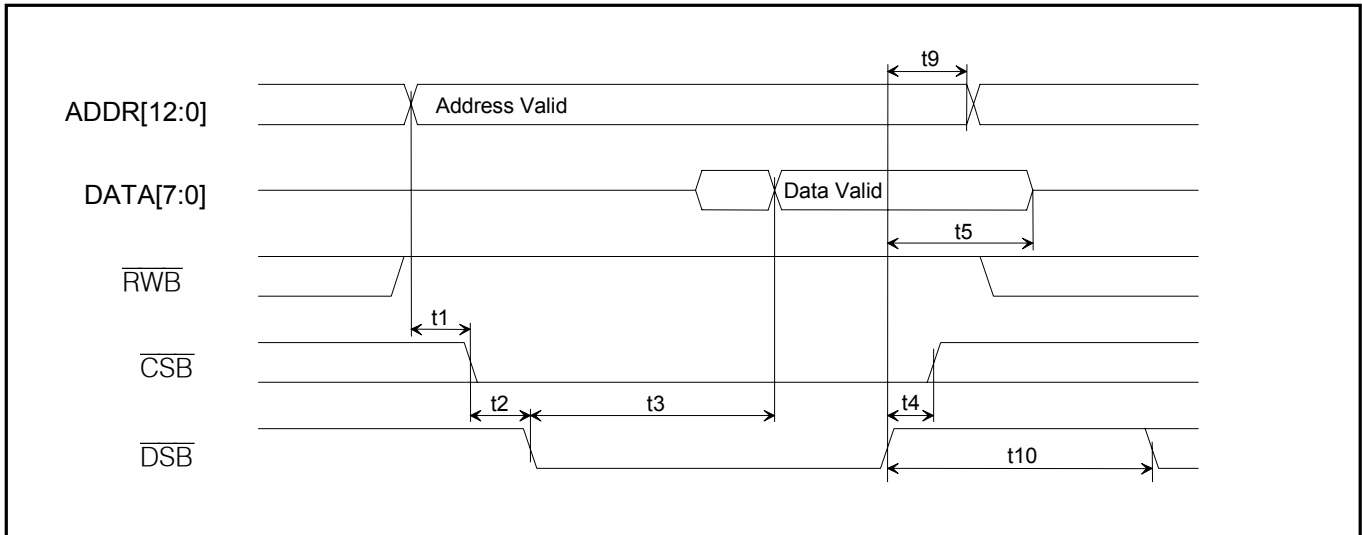 t9
ADDR[12:0]
Address Valid
DATA[7:0]
Data Valid
t5
RWB
t1
CSB
t2
t3
t4
DSB
t10